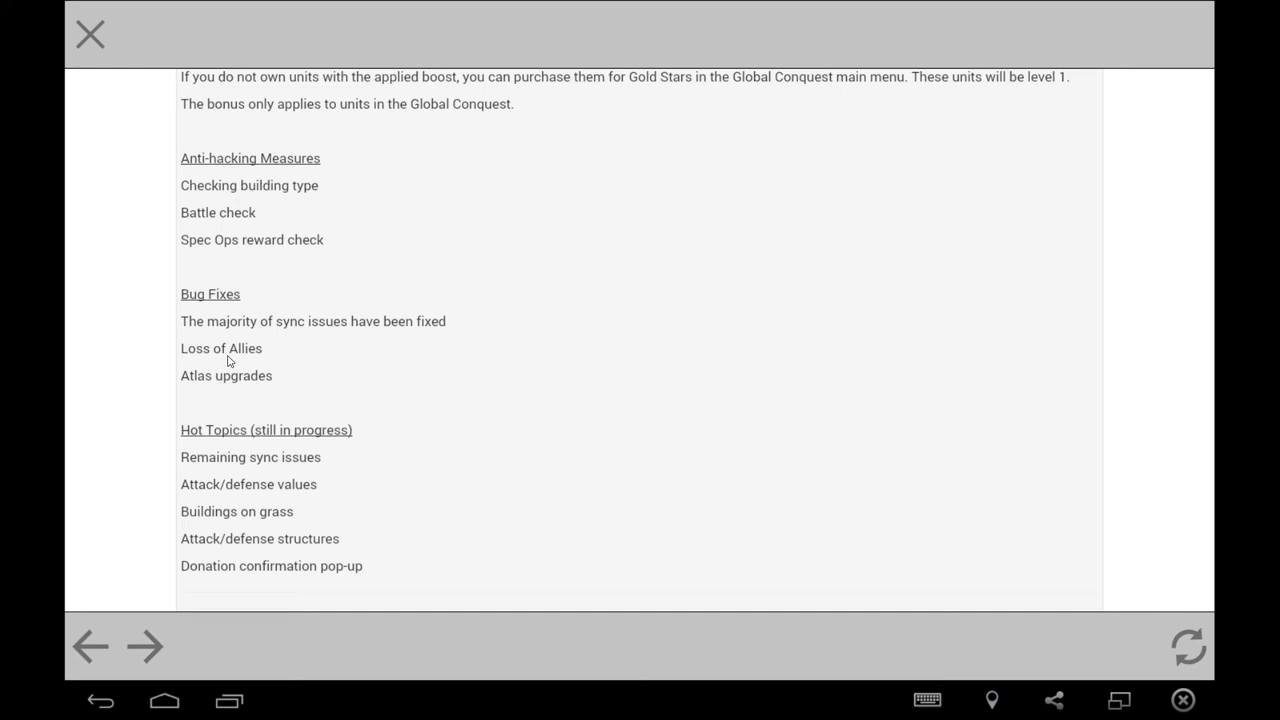 If you do not own units with the applied boost, you can purchase them for Gold Stars in the Global Conquest main menu. These units will be level 1.
The bonus only applies to units in the Global Conquest.
Anti-hacking Measures
Checking building type
Battle check
Spec Ops reward check
Bug Fixes
The majority of sync issues have been fixed
Loss of Allies
Atlas upgrades
Hot Topics (still in progress)
Remaining sync issues
Attack/defense values
Buildings on grass
Attack/defense structures
Donation confirmation pop-up